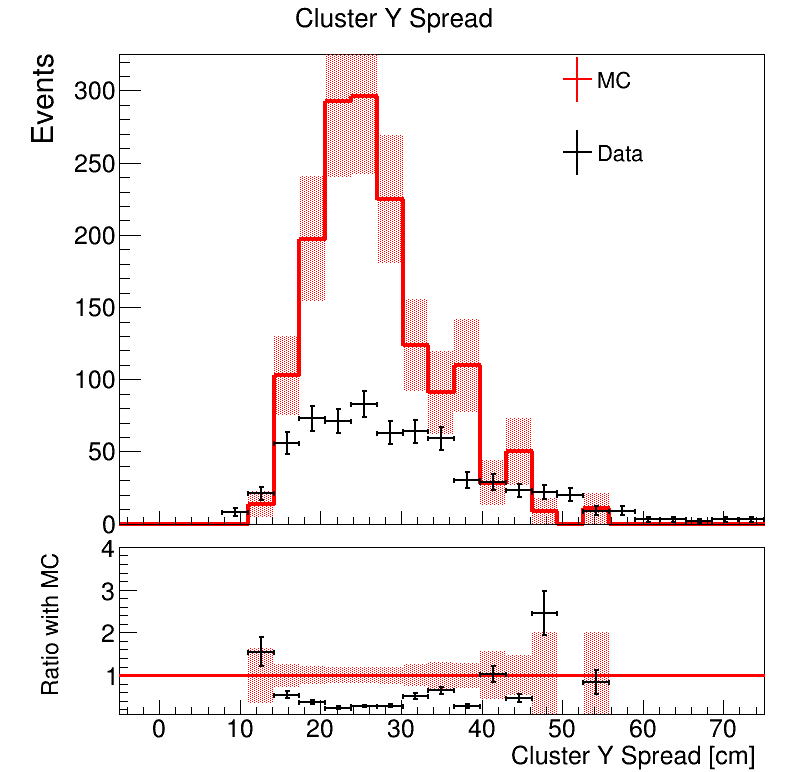 Cluster Y Spread
Events
300
250
200
150
100
50
0
MC
Data
Ratio with MC
4
3
2
1
0 10 20 30 40 50 60 70
Cluster Y Spread [cm]